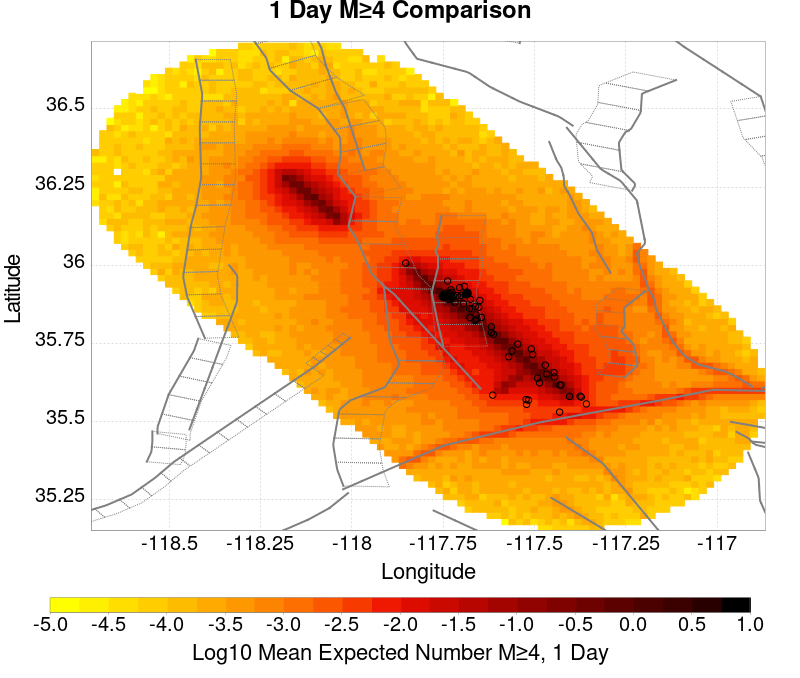 1 Day M≥4 Comparison
36.5
36.25
36
35.75
35.5
35.25
Latitude
-118.5 -118.25 -118 -117.75 -117.5 -117.25 -117
Longitude
-5.0 -4.5 -4.0 -3.5 -3.0 -2.5 -2.0 -1.5 -1.0 -0.5 0.0 0.5 1.0
Log10 Mean Expected Number M≥4, 1 Day